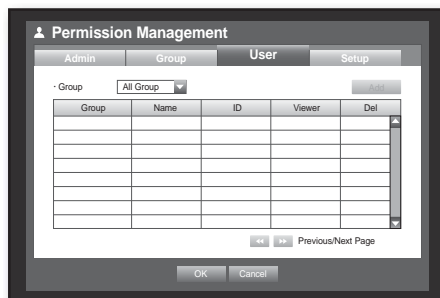 Permission Management
Admin Group User Setup
· Group All Group Add
Group Name ID Viewer Del
Previous/Next Page
OK Cancel